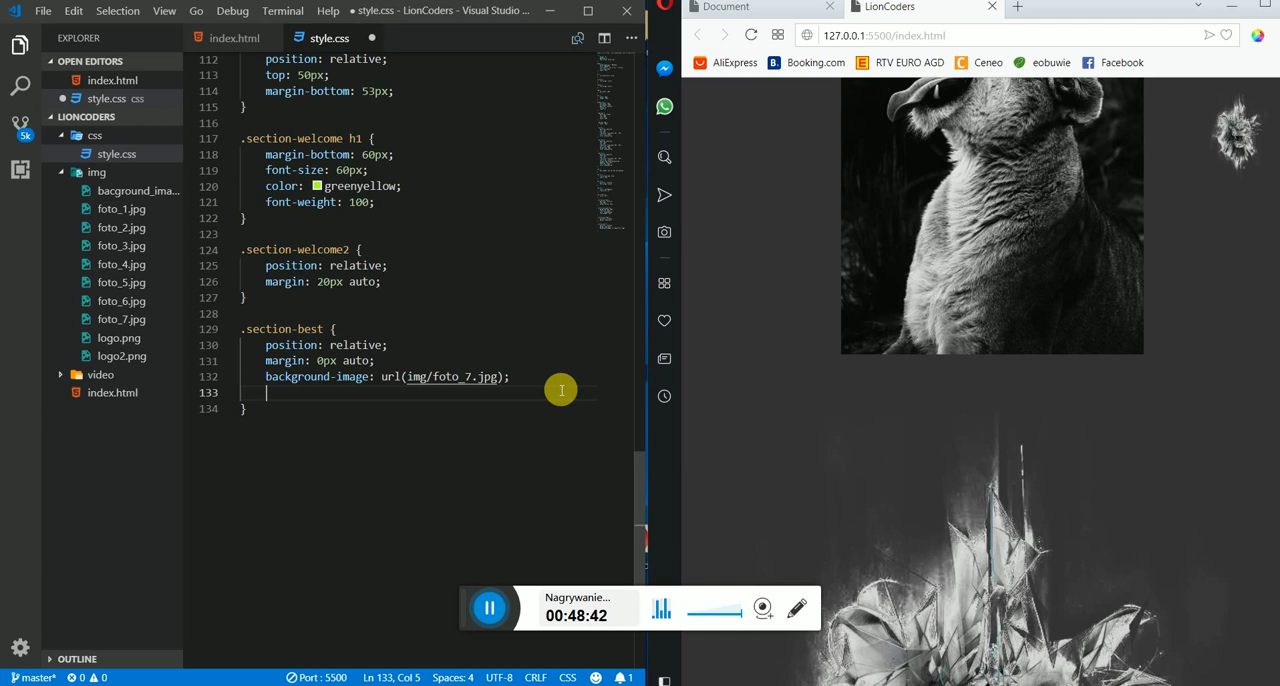 File Edit Selection View Go Debug Terminal Help ● style.css - LionCoders - Visual Studio ...
EXPLORER
OPEN EDITORS
index.html
style.css css
LIONCODERS
css
style.css
img
bacground_ima...
foto_1.jpg
foto_2.jpg
foto_3.jpg
foto_4.jpg
foto_5.jpg
foto_6.jpg
foto_7.jpg
logo.png
logo2.png
video
index.html
OUTLINE
5k
index.html style.css
112 position: relative;
113 top: 50px;
114 margin-bottom: 53px;
115 }
116
117 .section-welcome h1 {
118 margin-bottom: 60px;
119 font-size: 60px;
120 color: greenyellow;
121 font-weight: 100;
122 }
123
124 .section-welcome2 {
125 position: relative;
126 margin: 20px auto;
127 }
128
129 .section-best {
130 position: relative;
131 margin: 0px auto;
132 background-image: url(img/foto_7.jpg);
133
134 }
Nagrywanie...
00:48:42
master* 0 0 Port : 5500 Ln 133, Col 5 Spaces: 4 UTF-8 CRLF CSS 1
Document LionCoders
127.0.0.1:5500/index.html
AliExpress Booking.com RTV EURO AGD Ceneo eobuwie Facebook